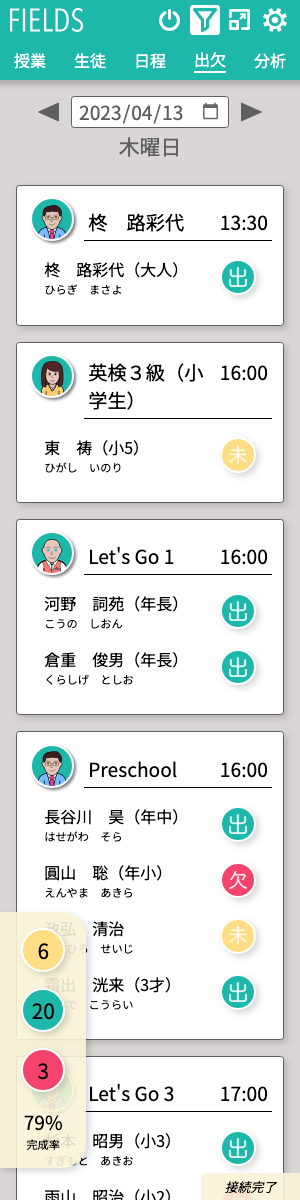 FIELDS
授業 生徒 日程 出欠 分析
2023/04/13
木曜日
柊　路彩代 13:30
柊　路彩代（大人） 出
ひらぎ　まさよ
英検３級（小 16:00
学生）
東　祷（小5） 未
ひがし　いのり
Let's Go 1 16:00
河野　詞苑（年長） 出
こうの　しおん
倉重　俊男（年長） 出
くらしげ　としお
Preschool 16:00
長谷川　昊（年中） 出
はせがわ　そら
圓山　聡（年小） 欠
えんやま　あきら
政弘　清治 未
ひろ　せいじ
霜出　洸来（3才） 出
で　こうらい
6
20
3
79%
完成率
Let's Go 3 17:00
本　昭男（小3） 出
すぎもと　あきお
雨山　昭治（小2）
接続完了